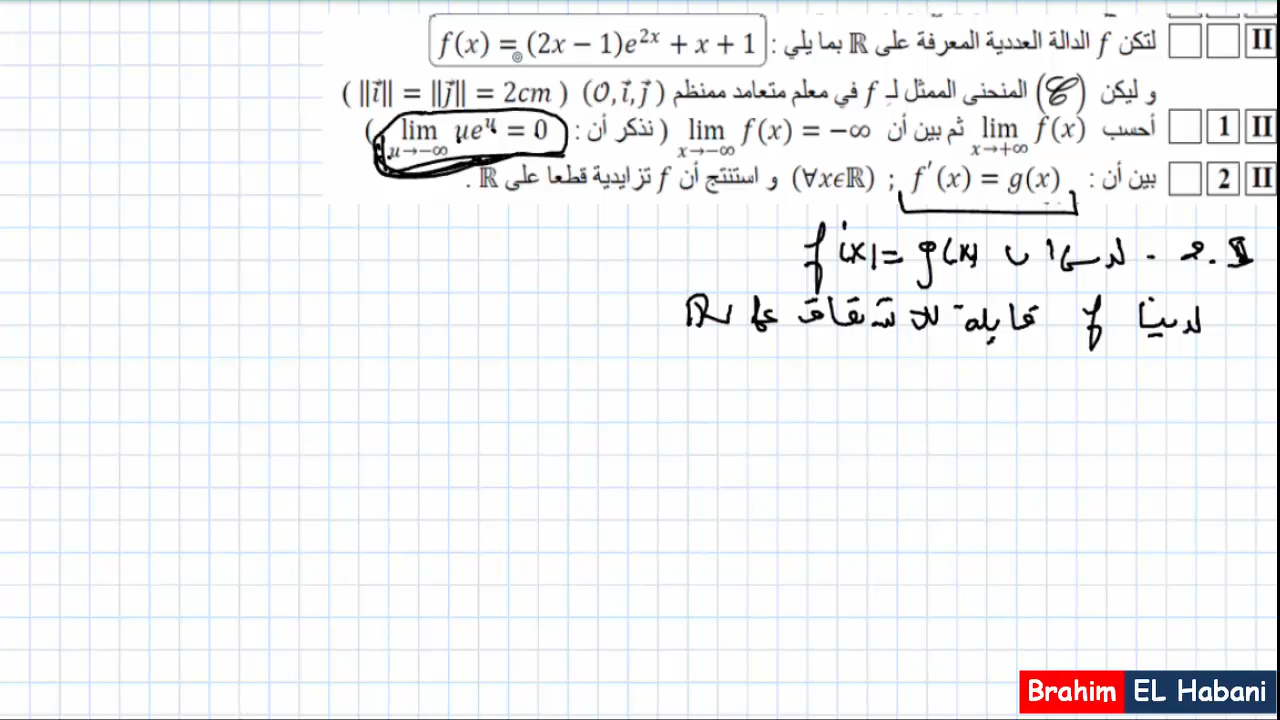 II لتكن f الدالة العددية المعرفة على ℝ بما يلي : f(x) = (2x − 1)e^{2x} + x + 1
و ليكن (𝒞) المنحنى الممثل لـ f في معلم متعامد ممنظم (O, i⃗, j⃗) ( ‖i⃗‖ = ‖j⃗‖ = 2cm )
II 1 أحسب lim_{x→+∞} f(x) ثم بين أن lim_{x→−∞} f(x) = −∞ ( نذكر أن : lim_{u→−∞} ue^u = 0 )
II 2 بين أن : (∀x∈ℝ) ; f′(x) = g(x) و استنتج أن f تزايدية قطعا على ℝ .
f′(x) = g(x)
لدينا f قابلة للاشتقاق على ℝ
Brahim EL Habani